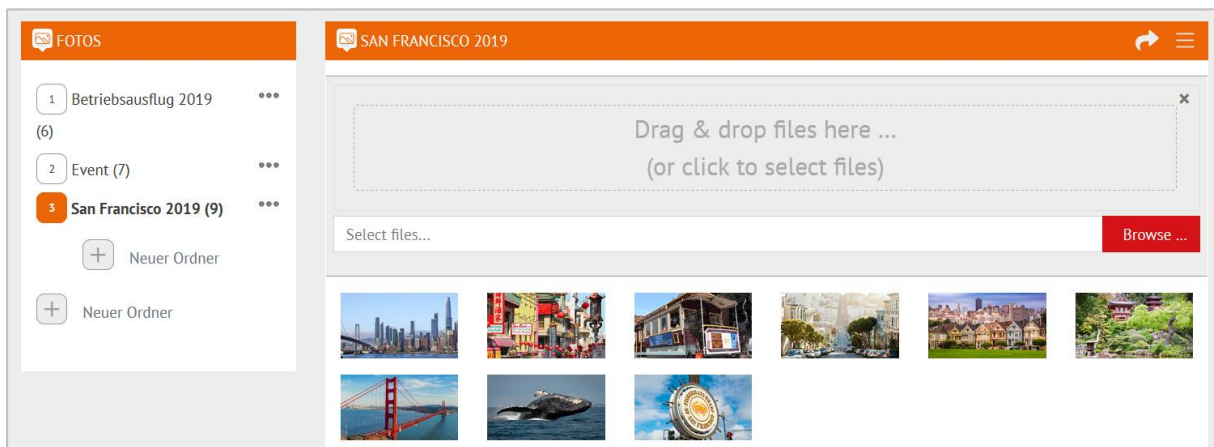 FOTOS
1 Betriebsausflug 2019
(6)
2 Event (7)
3 San Francisco 2019 (9)
Neuer Ordner
Neuer Ordner
SAN FRANCISCO 2019
Drag & drop files here ...
(or click to select files)
Select files...
Browse ...